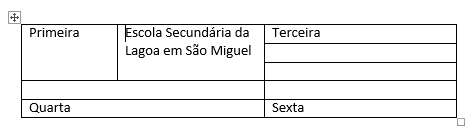 Primeira
Escola Secundária da
Lagoa em São Miguel
Terceira
Quarta
Sexta